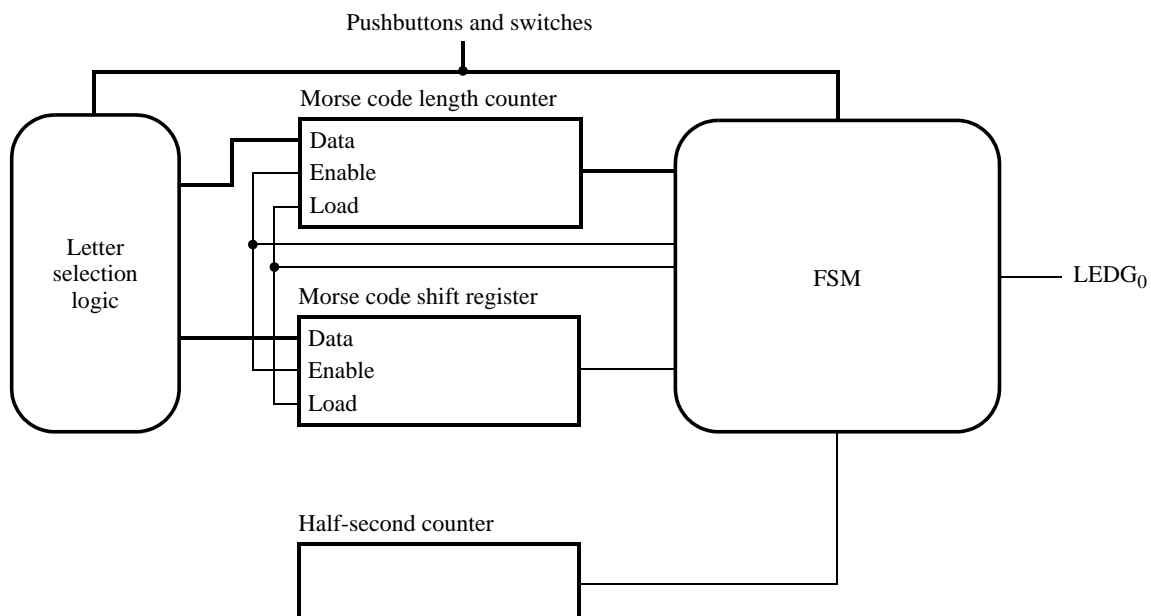 Pushbuttons and switches
Morse code length counter
Data
Enable
Load
Letter
selection
logic
FSM
LEDG0
Morse code shift register
Data
Enable
Load
Half-second counter